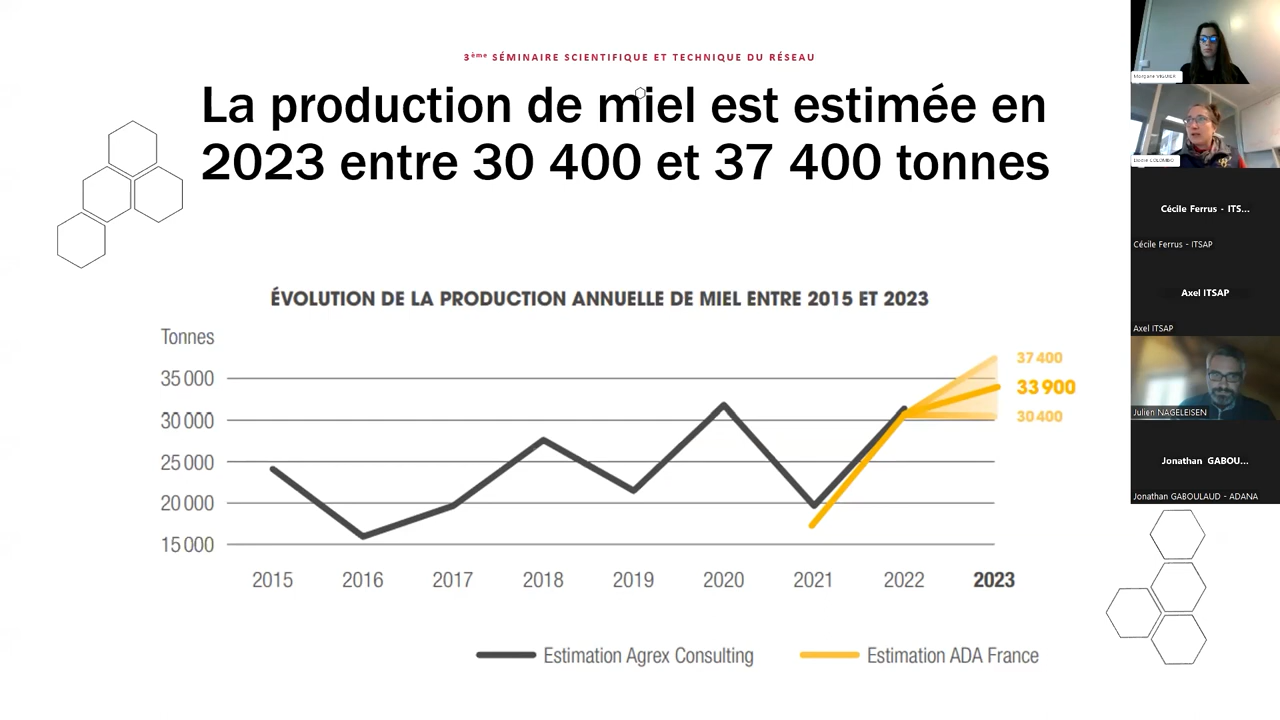 3ème SÉMINAIRE SCIENTIFIQUE ET TECHNIQUE DU RÉSEAU
La production de miel est estimée en
2023 entre 30 400 et 37 400 tonnes
ÉVOLUTION DE LA PRODUCTION ANNUELLE DE MIEL ENTRE 2015 ET 2023
Tonnes
35 000
30 000
25 000
20 000
15 000
37 400
33 900
30 400
2015 2016 2017 2018 2019 2020 2021 2022 2023
Estimation Agrex Consulting Estimation ADA France
Cécile Ferrus - ITS...
Cécile Ferrus - ITSAP
Axel ITSAP
Axel ITSAP
Julien NAGELEISEN
Jonathan GABOU...
Jonathan GABOULAUD - ADANA